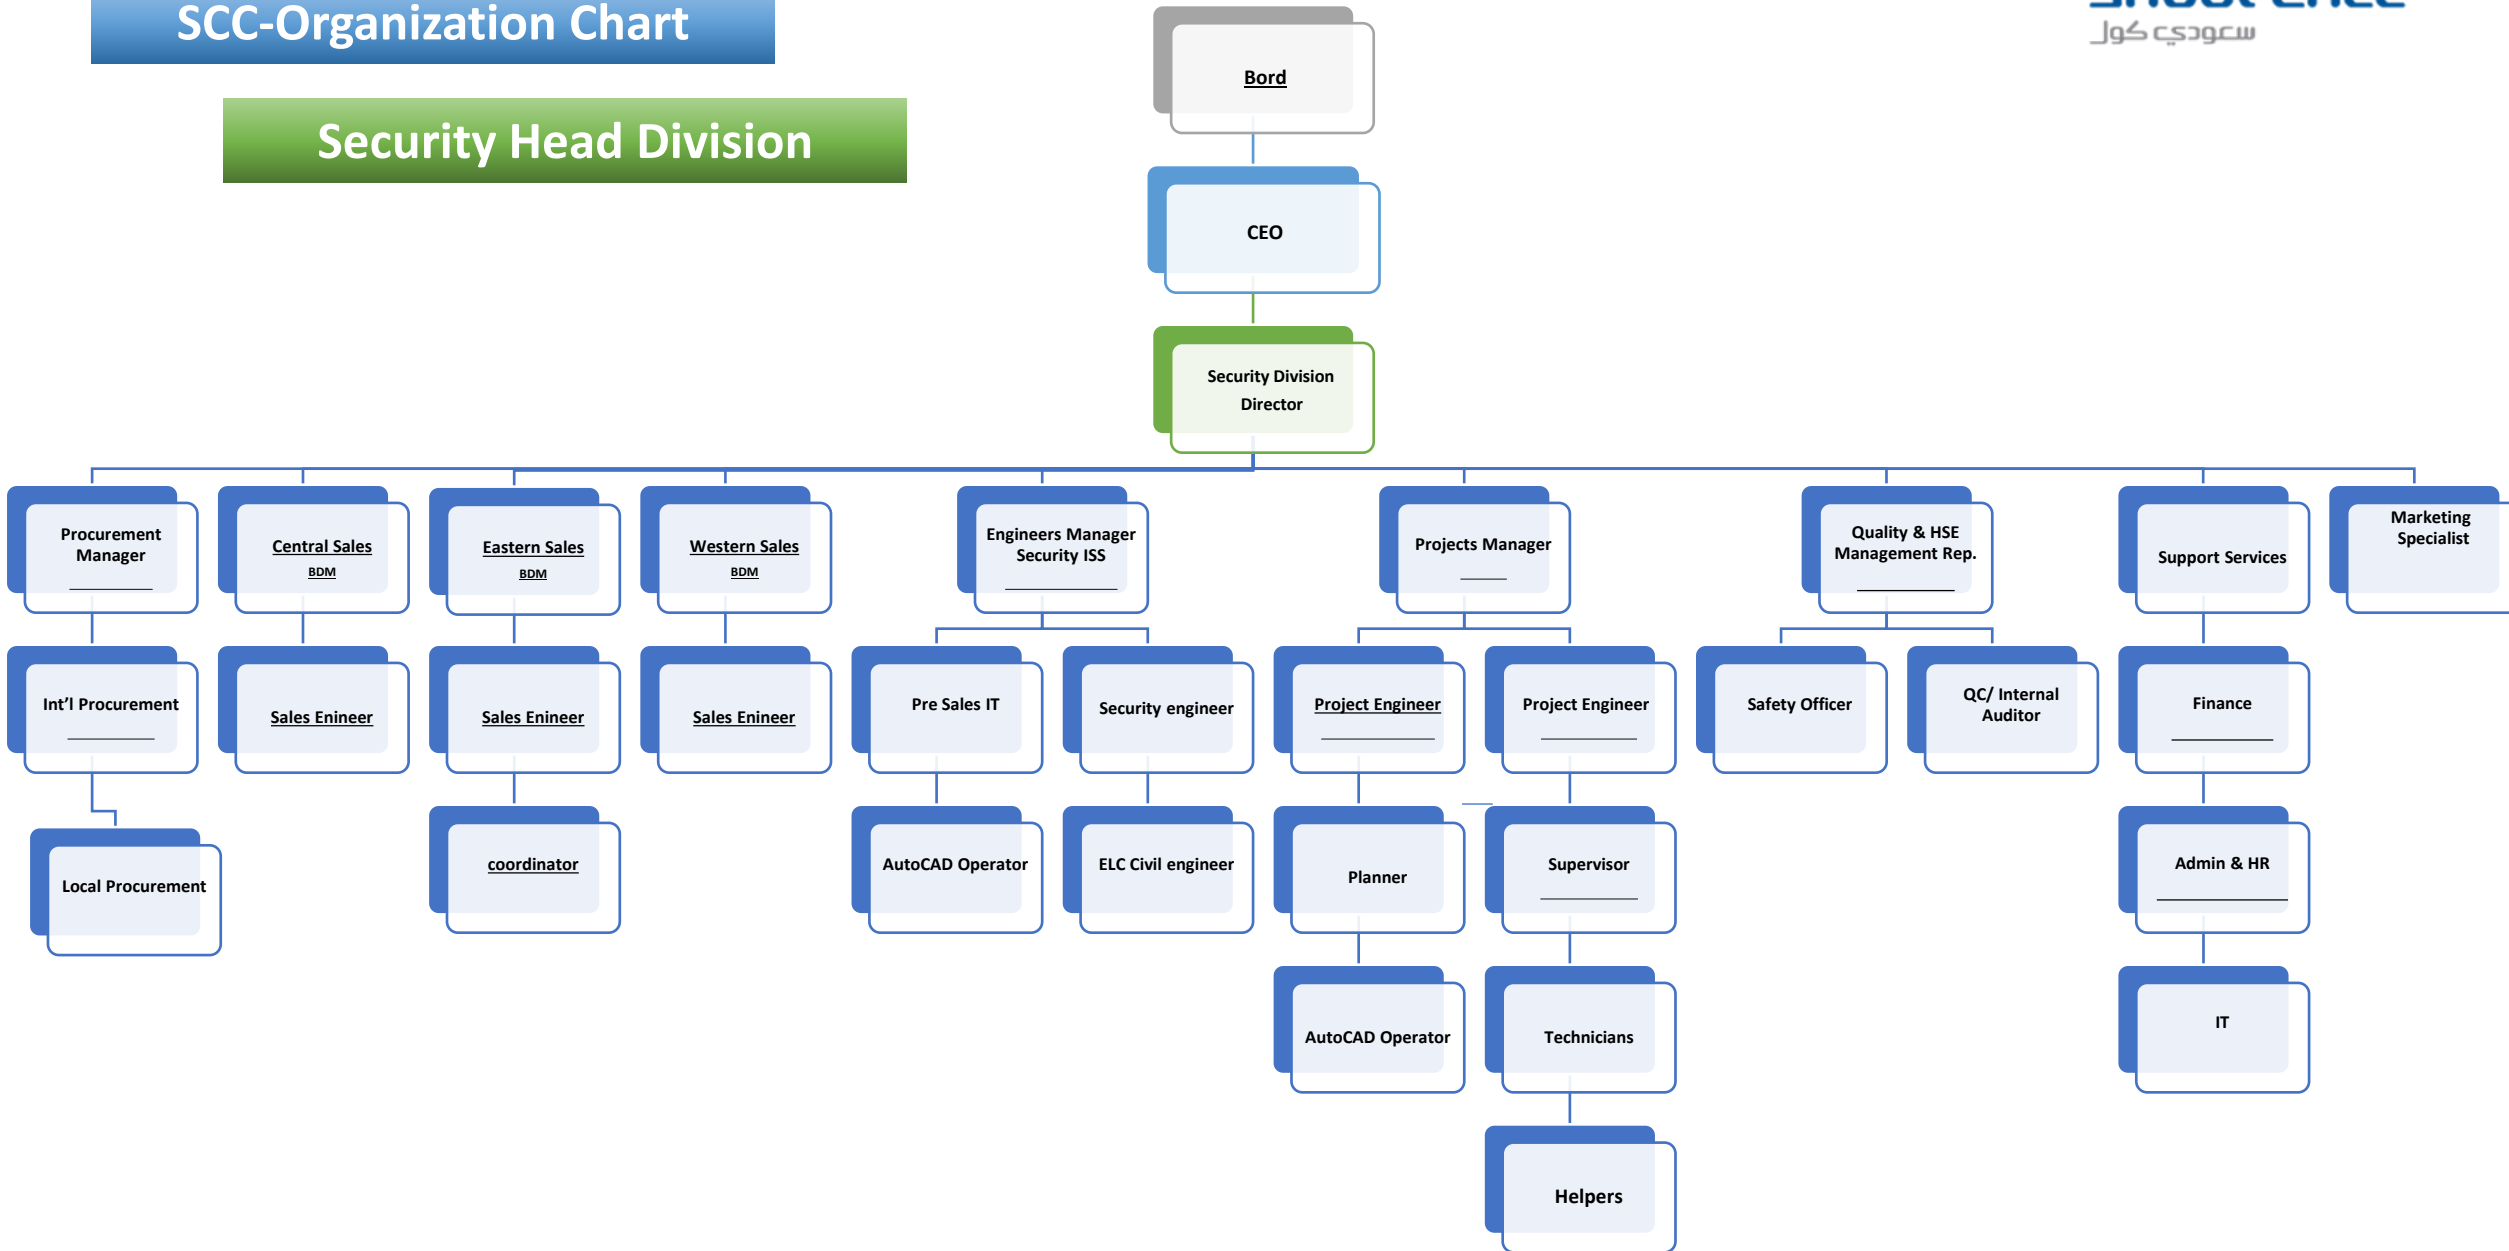 SCC-Organization Chart
سعودي كول
Security Head Division
Bord
CEO
Security Division
Director
Procurement
Manager
Central Sales
BDM
Eastern Sales
BDM
Western Sales
BDM
Engineers Manager
Security ISS
Projects Manager
Quality & HSE
Management Rep.
Support Services
Marketing
Specialist
Int'l Procurement
Sales Enineer
Sales Enineer
Sales Enineer
Pre Sales IT
Security engineer
Project Engineer
Project Engineer
Safety Officer
QC/ Internal
Auditor
Finance
Local Procurement
coordinator
AutoCAD Operator
ELC Civil engineer
Planner
Supervisor
Admin & HR
AutoCAD Operator
Technicians
IT
Helpers